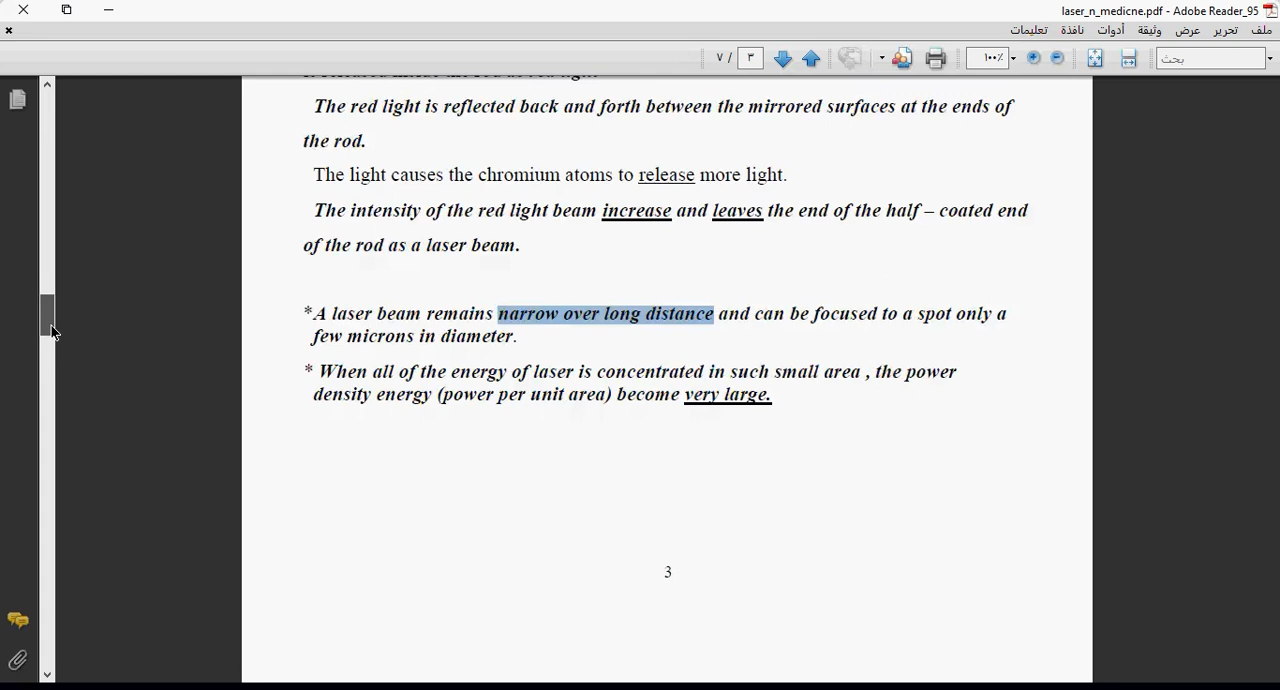 laser_n_medicne.pdf - Adobe Reader_95
ملف تحرير عرض وثيقة أدوات نافذة تعليمات
٧ / ٣ ١٠٠٪ بحث
The red light is reflected back and forth between the mirrored surfaces at the ends of
the rod.
The light causes the chromium atoms to release more light.
The intensity of the red light beam increase and leaves the end of the half – coated end
of the rod as a laser beam.
*A laser beam remains narrow over long distance and can be focused to a spot only a
few microns in diameter.
* When all of the energy of laser is concentrated in such small area , the power
density energy (power per unit area) become very large.
3